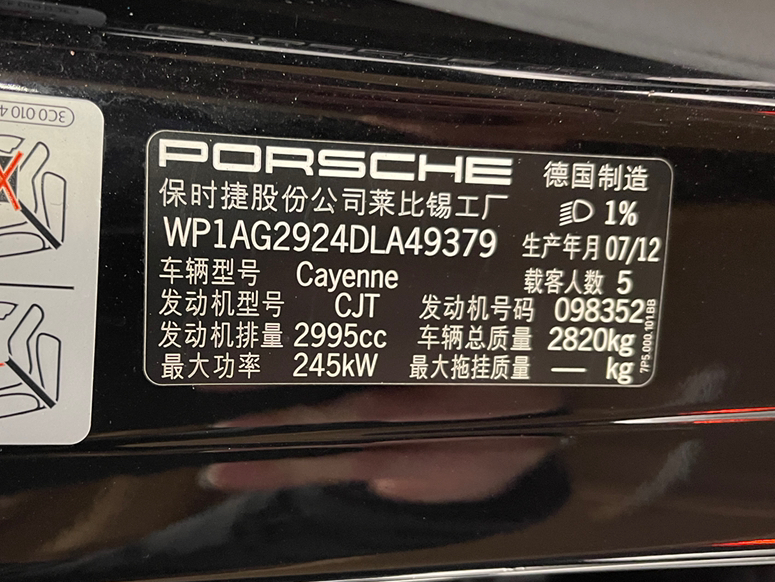 3C0 010 4
PORSCHE 德国制造
保时捷股份公司莱比锡工厂 1%
WP1AG2924DLA49379 生产年月 07/12
车辆型号 Cayenne 载客人数 5
发动机型号 CJT 发动机号码 098352
发动机排量 2995cc 车辆总质量 2820kg
最大功率 245kW 最大拖挂质量 — kg
7P5.000.101.BB